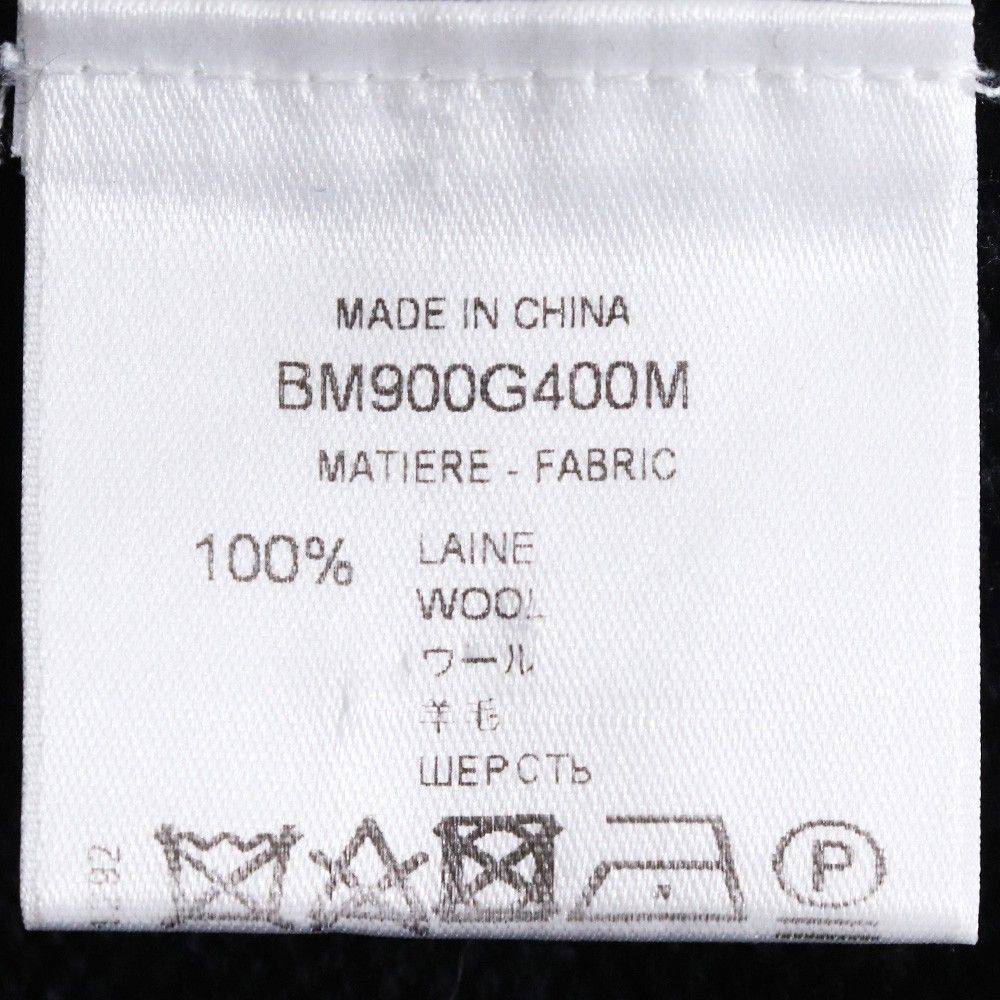 MADE IN CHINA
BM900G400M
MATIERE - FABRIC
100% LAINE
WOOL
ウール
羊毛
ШЕРСТЬ
P